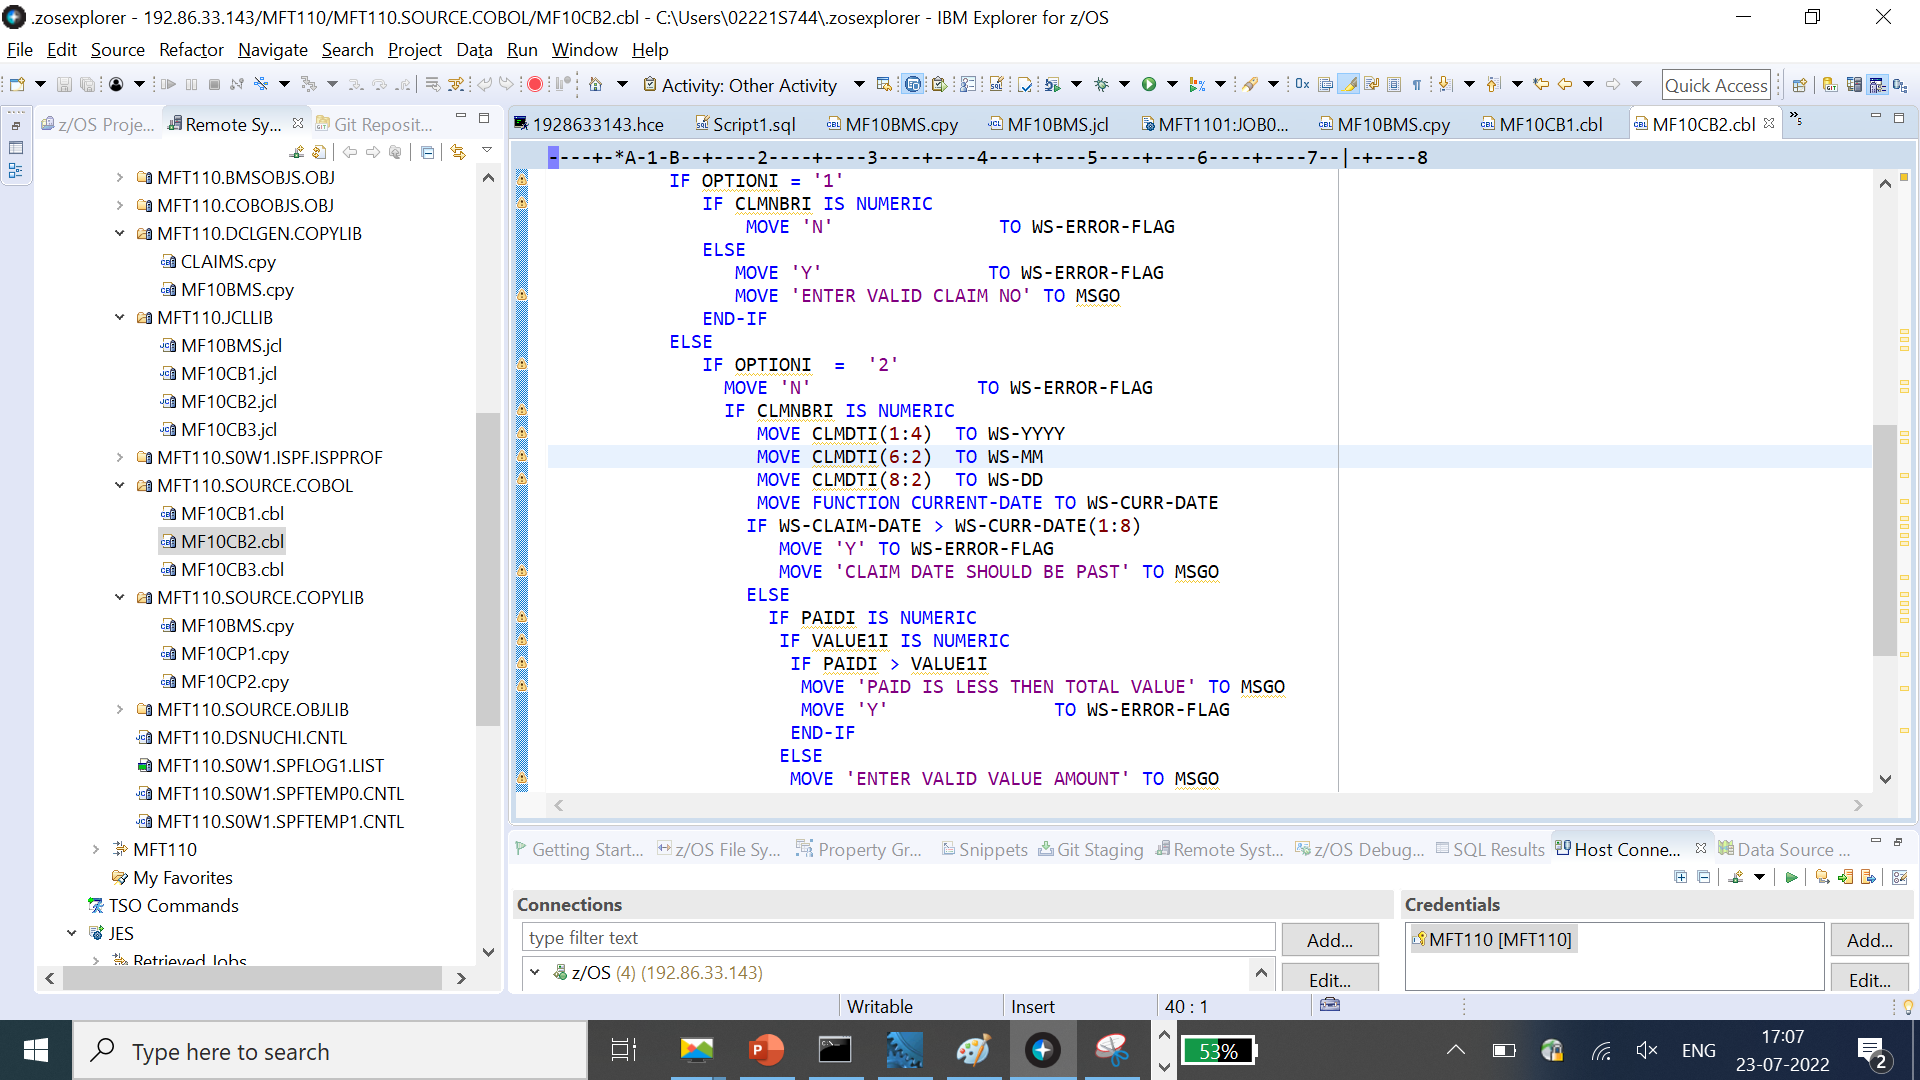 .zosexplorer - 192.86.33.143/MFT110/MFT110.SOURCE.COBOL/MF10CB2.cbl - C:\Users\02221S744\.zosexplorer - IBM Explorer for z/OS
File Edit Source Refactor Navigate Search Project Data Run Window Help
Activity: Other Activity
Quick Access
z/OS Proje...
Remote Sy...
Git Reposit...
MFT110.BMSOBJS.OBJ
MFT110.COBOBJS.OBJ
MFT110.DCLGEN.COPYLIB
CLAIMS.cpy
MF10BMS.cpy
MFT110.JCLLIB
MF10BMS.jcl
MF10CB1.jcl
MF10CB2.jcl
MF10CB3.jcl
MFT110.S0W1.ISPF.ISPPROF
MFT110.SOURCE.COBOL
MF10CB1.cbl
MF10CB2.cbl
MF10CB3.cbl
MFT110.SOURCE.COPYLIB
MF10BMS.cpy
MF10CP1.cpy
MF10CP2.cpy
MFT110.SOURCE.OBJLIB
MFT110.DSNUCHI.CNTL
MFT110.S0W1.SPFLOG1.LIST
MFT110.S0W1.SPFTEMP0.CNTL
MFT110.S0W1.SPFTEMP1.CNTL
MFT110
My Favorites
TSO Commands
JES
Retrieved Jobs
1928633143.hce
Script1.sql
MF10BMS.cpy
MF10BMS.jcl
MFT1101:JOB0...
MF10BMS.cpy
MF10CB1.cbl
MF10CB2.cbl
»5
----+-*A-1-B--+----2----+----3----+----4----+----5----+----6----+----7--|-+----8
IF OPTIONI = '1'
IF CLMNBRI IS NUMERIC
MOVE 'N' TO WS-ERROR-FLAG
ELSE
MOVE 'Y' TO WS-ERROR-FLAG
MOVE 'ENTER VALID CLAIM NO' TO MSGO
END-IF
ELSE
IF OPTIONI = '2'
MOVE 'N' TO WS-ERROR-FLAG
IF CLMNBRI IS NUMERIC
MOVE CLMDTI(1:4) TO WS-YYYY
MOVE CLMDTI(6:2) TO WS-MM
MOVE CLMDTI(8:2) TO WS-DD
MOVE FUNCTION CURRENT-DATE TO WS-CURR-DATE
IF WS-CLAIM-DATE > WS-CURR-DATE(1:8)
MOVE 'Y' TO WS-ERROR-FLAG
MOVE 'CLAIM DATE SHOULD BE PAST' TO MSGO
ELSE
IF PAIDI IS NUMERIC
IF VALUE1I IS NUMERIC
IF PAIDI > VALUE1I
MOVE 'PAID IS LESS THEN TOTAL VALUE' TO MSGO
MOVE 'Y' TO WS-ERROR-FLAG
END-IF
ELSE
MOVE 'ENTER VALID VALUE AMOUNT' TO MSGO
Getting Start...
z/OS File Sy...
Property Gr...
Snippets
Git Staging
Remote Syst...
z/OS Debug...
SQL Results
Host Conne...
Data Source ...
Connections
type filter text
Add...
z/OS (4) (192.86.33.143)
Edit...
Credentials
MFT110 [MFT110]
Add...
Edit...
Writable
Insert
40 : 1
Type here to search
53%
ENG
17:07
23-07-2022
2